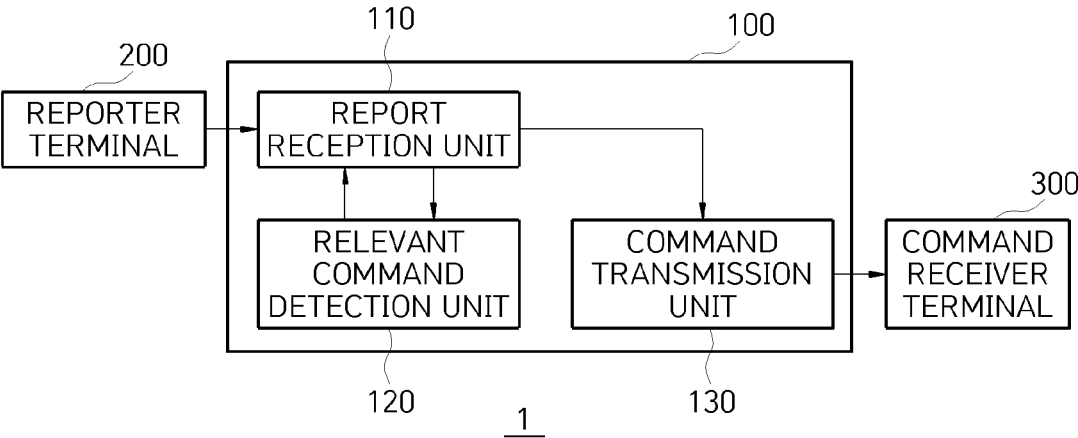 110
100
200
REPORTER
TERMINAL
REPORT
RECEPTION UNIT
300
RELEVANT
COMMAND
DETECTION UNIT
COMMAND
TRANSMISSION
UNIT
COMMAND
RECEIVER
TERMINAL
120
130
1